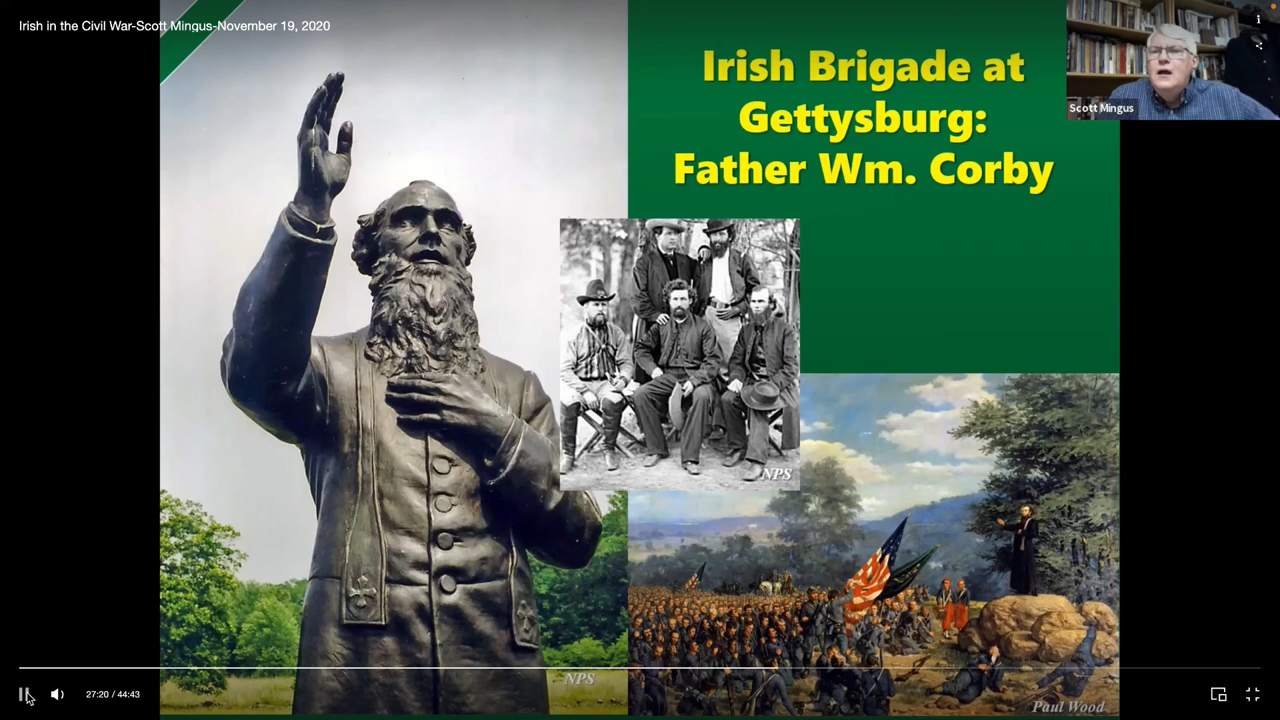 Irish in the Civil War-Scott Mingus-November 19, 2020
Irish Brigade at
Gettysburg:
Father Wm. Corby
Scott Mingus
NPS
NPS
Paul Wood
27:20 / 44:43